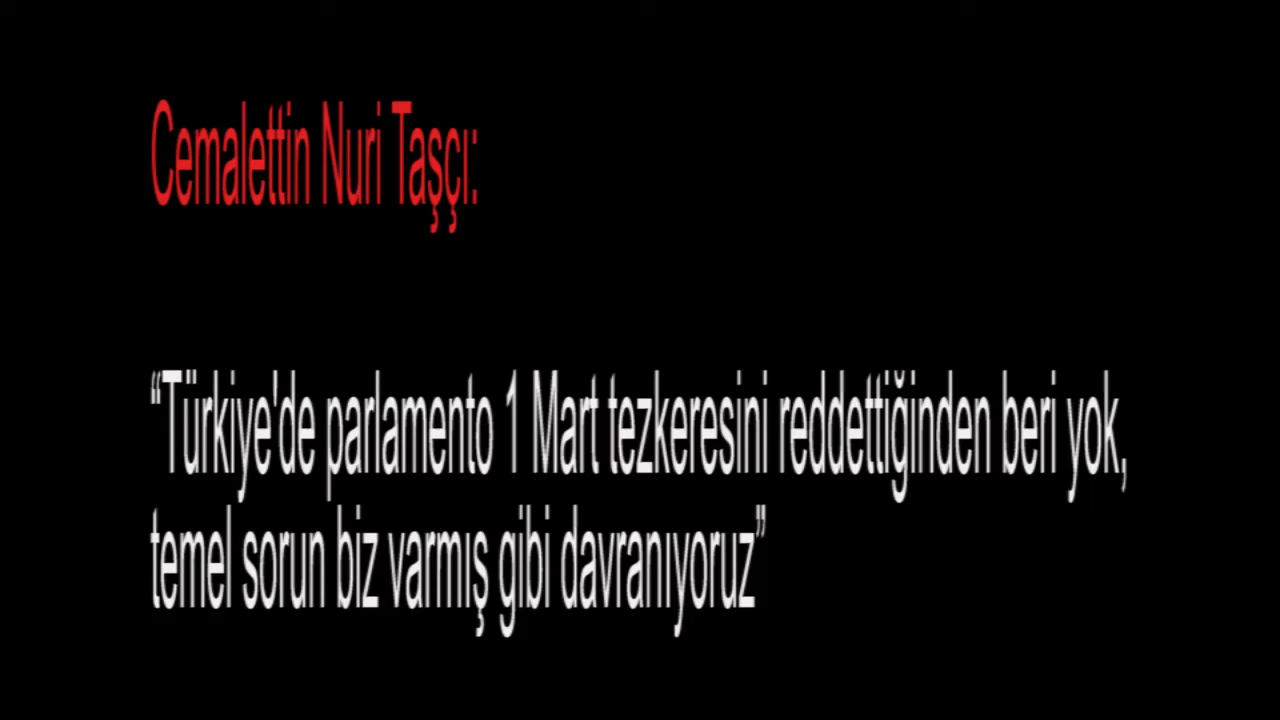 Cemalettin Nuri Taşçı:
“Türkiye'de parlamento 1 Mart tezkeresini reddettiğinden beri yok,
temel sorun biz varmış gibi davranıyoruz”